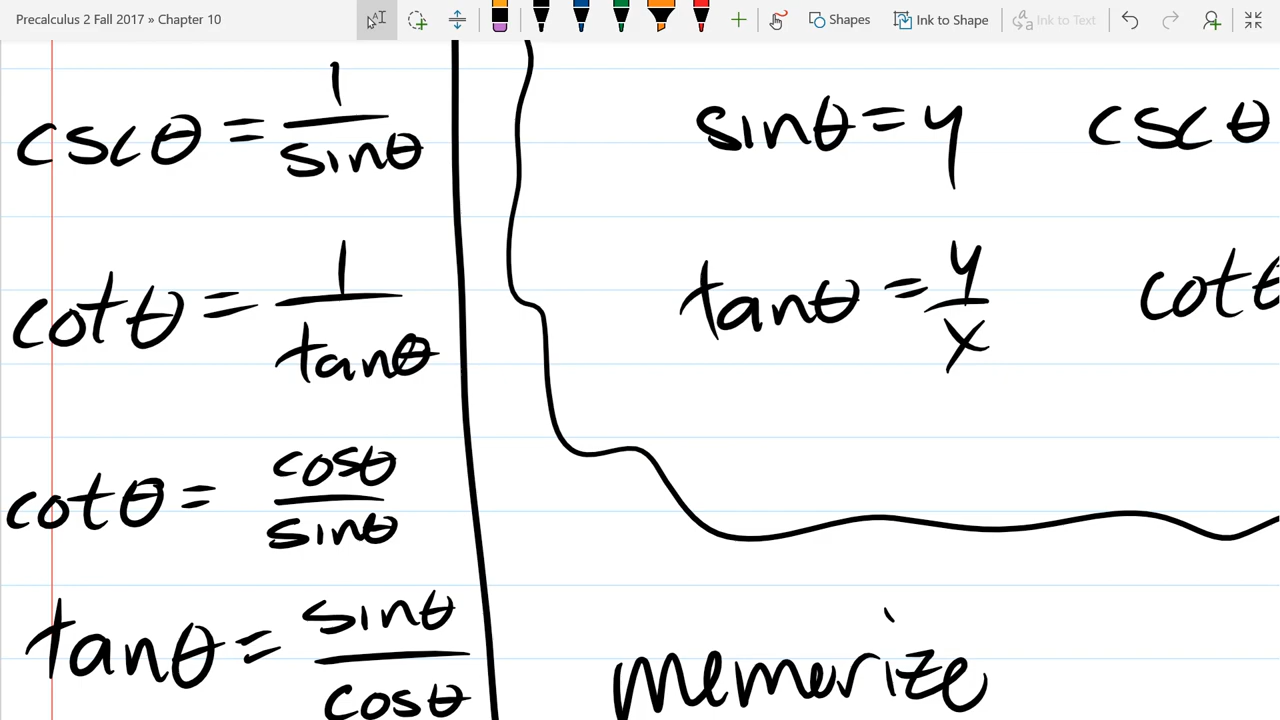 Precalculus 2 Fall 2017 » Chapter 10
Shapes
Ink to Shape
Ink to Text
cscθ = 1/sinθ
cotθ = 1/tanθ
cotθ = cosθ/sinθ
tanθ = sinθ/cosθ
sinθ = y cscθ
tanθ = y/x cotθ
memorize